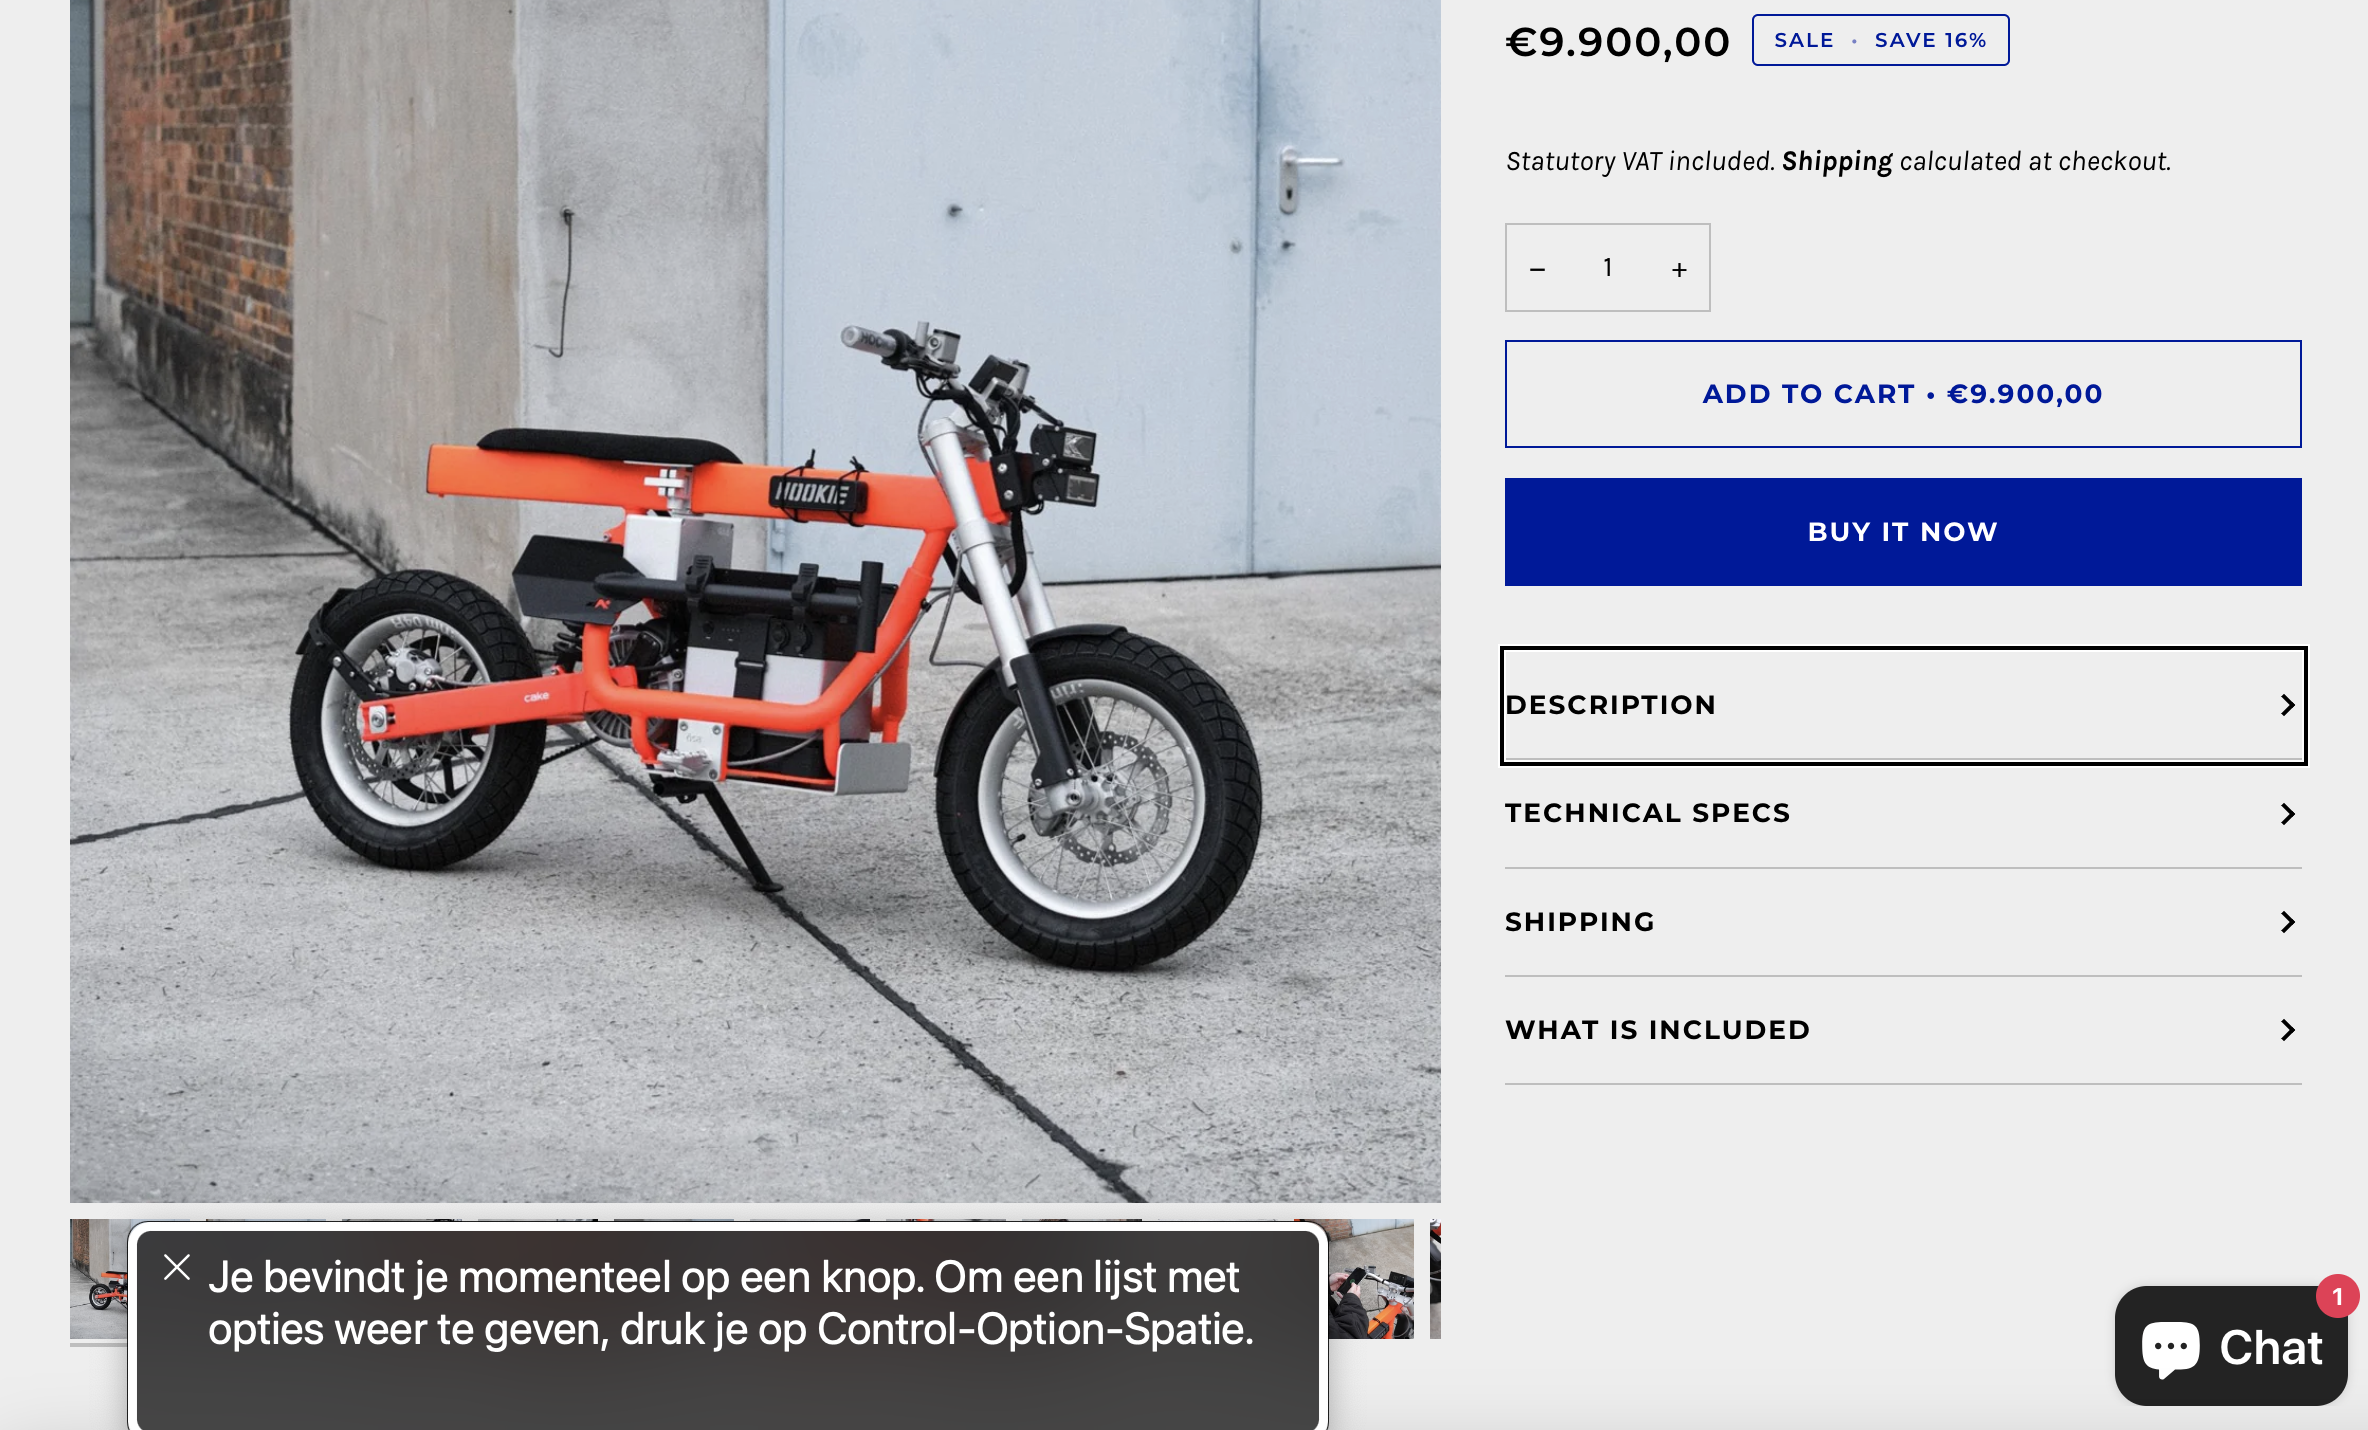 €9.900,00
SALE • SAVE 16%
Statutory VAT included. Shipping calculated at checkout.
− 1 +
ADD TO CART • €9.900,00
BUY IT NOW
DESCRIPTION
TECHNICAL SPECS
SHIPPING
WHAT IS INCLUDED
NOOKIE
cake
Je bevindt je momenteel op een knop. Om een lijst met
opties weer te geven, druk je op Control-Option-Spatie.
1
Chat